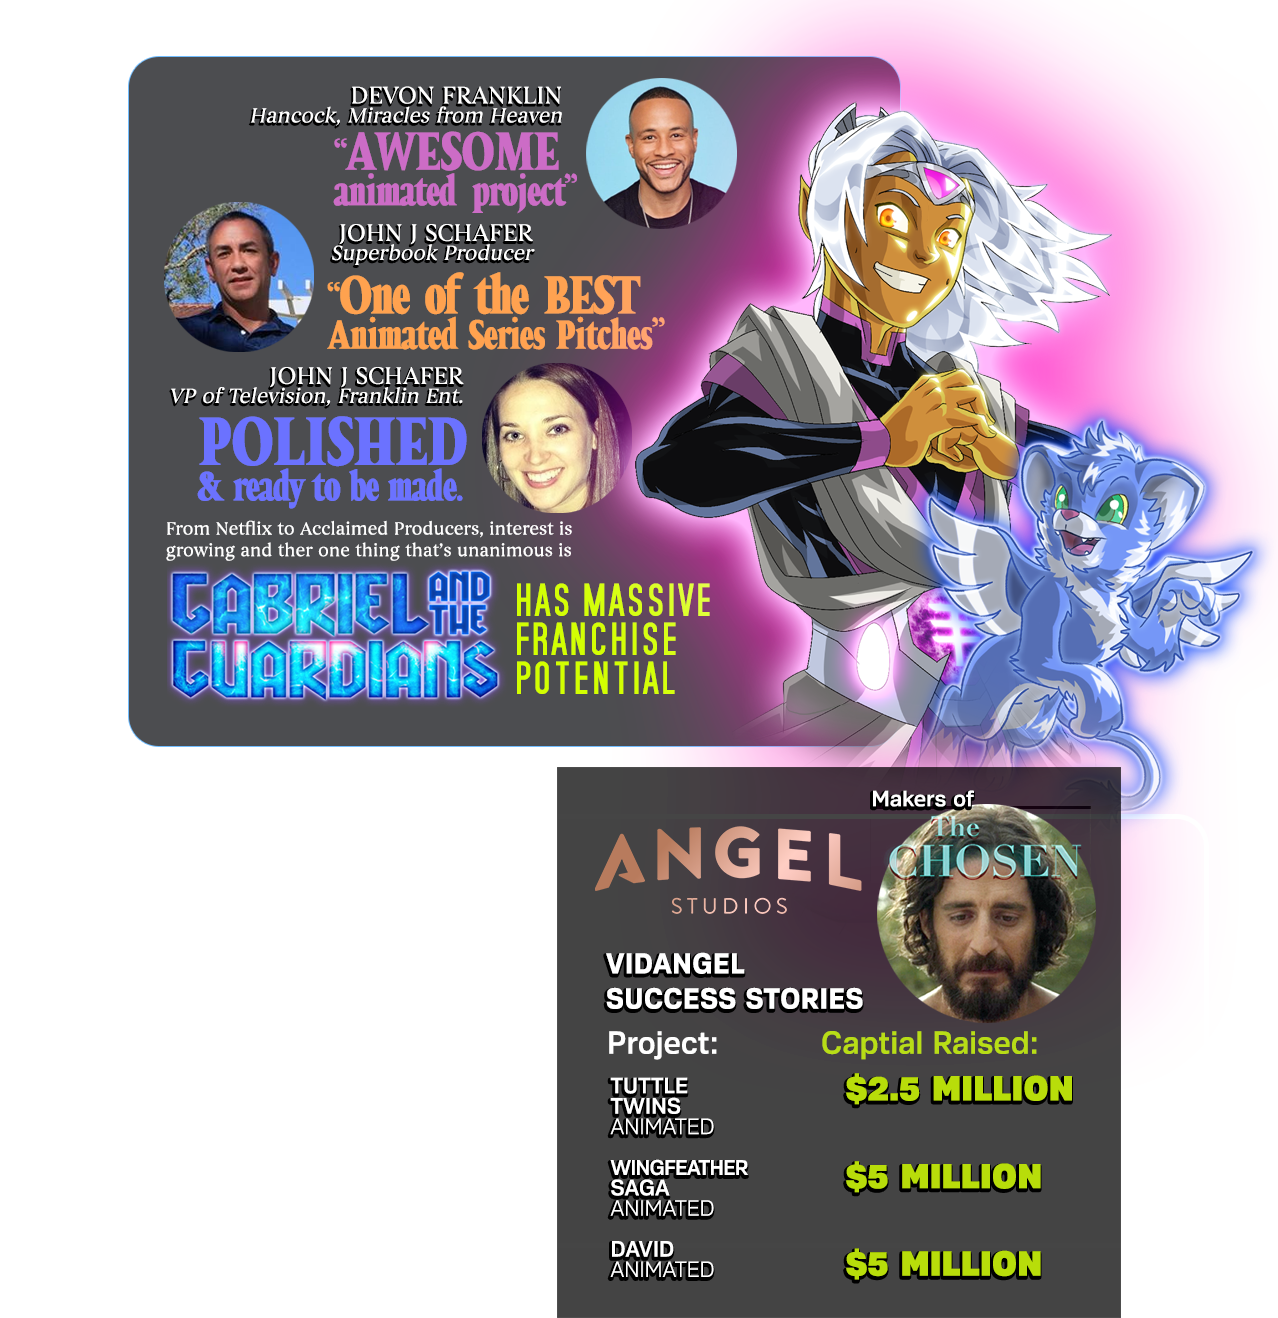 DEVON FRANKLIN
Hancock, Miracles from Heaven
“AWESOME
animated project”
JOHN J SCHAFER
Superbook Producer
“One of the BEST
Animated Series Pitches”
JOHN J SCHAFER
VP of Television, Franklin Ent.
POLISHED
& ready to be made.
From Netflix to Acclaimed Producers, interest is
growing and ther one thing that’s unanimous is
GABRIEL AND THE
GUARDIANS
HAS MASSIVE
FRANCHISE
POTENTIAL
Makers of
The
CHOSEN
ANGEL
STUDIOS
VIDANGEL
SUCCESS STORIES
Project: Captial Raised:
TUTTLE
TWINS
ANIMATED
$2.5 MILLION
WINGFEATHER
SAGA
ANIMATED
$5 MILLION
DAVID
ANIMATED
$5 MILLION